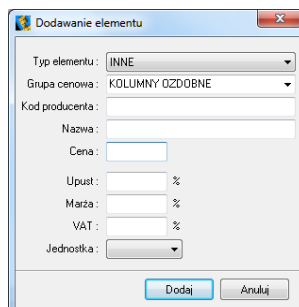 Dodawanie elementu
Typ elementu : INNE
Grupa cenowa : KOLUMNY OZDOBNE
Kod producenta :
Nazwa :
Cena :
Upust : %
Marża : %
VAT : %
Jednostka :
Dodaj Anuluj